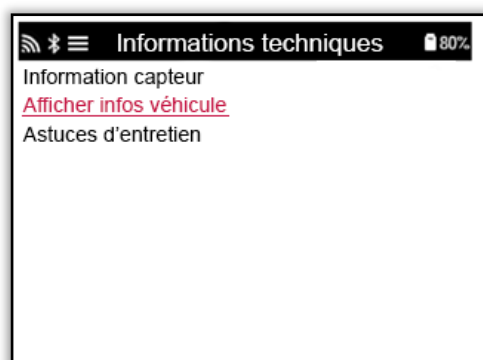 Informations techniques 80%
Information capteur
Afficher infos véhicule
Astuces d'entretien